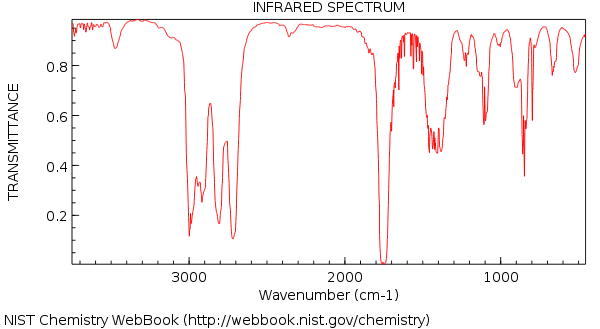 INFRARED SPECTRUM
TRANSMITTANCE
0.8
0.6
0.4
0.2
3000 2000 1000
Wavenumber (cm-1)
NIST Chemistry WebBook (http://webbook.nist.gov/chemistry)